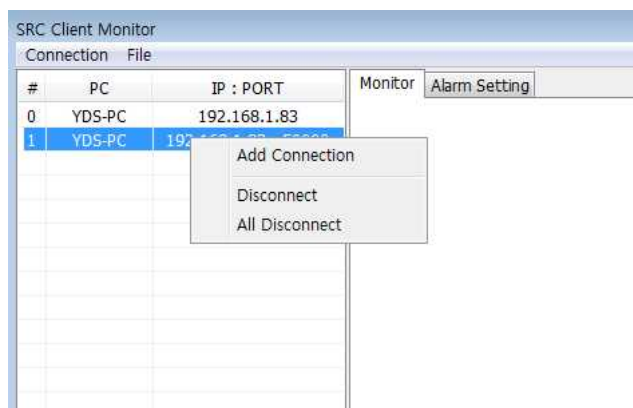 SRC Client Monitor
Connection File
# PC IP : PORT
Monitor Alarm Setting
0 YDS-PC 192.168.1.83
1 YDS-PC
Add Connection
Disconnect
All Disconnect